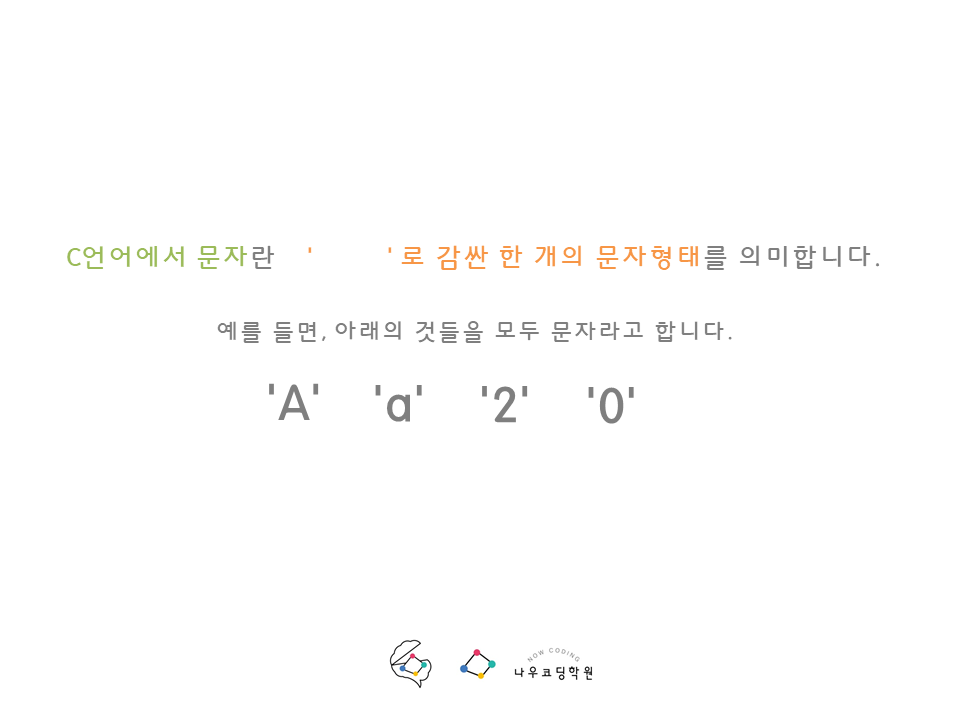 C언어에서 문자란 ' ' 로 감싼 한 개의 문자형태를 의미합니다.
예를 들면, 아래의 것들을 모두 문자라고 합니다.
'A' 'a' '2' '0'
NOW CODING
나우코딩학원